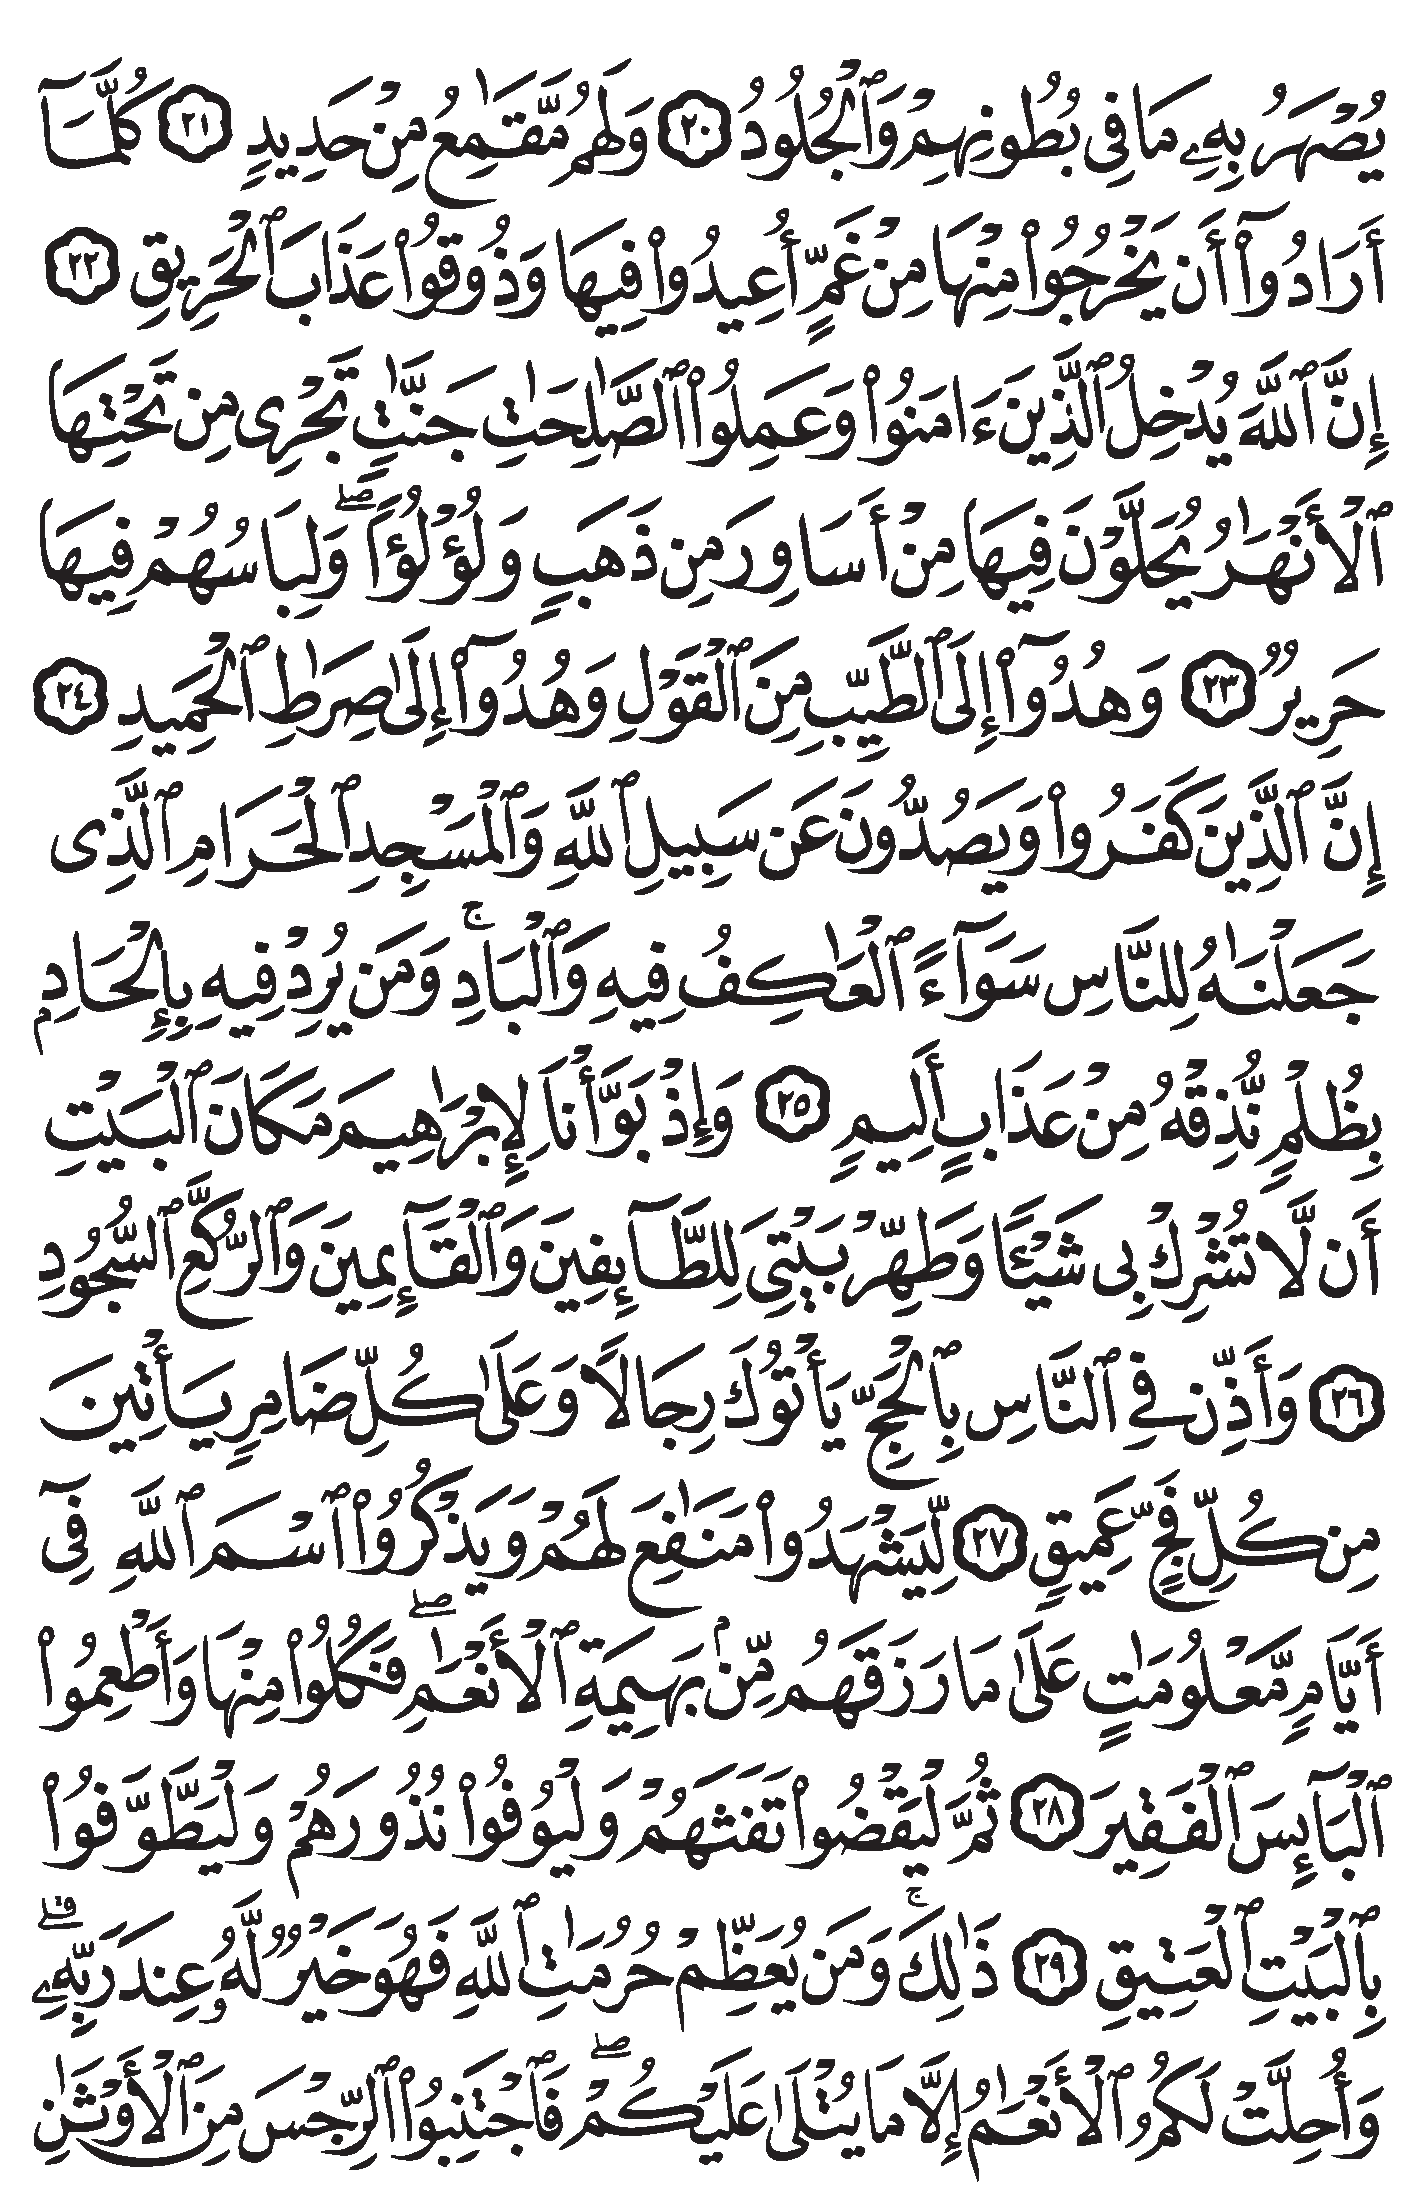 يُصْهَرُ بِهِۦ مَا فِى بُطُونِهِمْ وَٱلْجُلُودُ ٢٠ وَلَهُم مَّقَـٰمِعُ مِنْ حَدِيدٍ ٢١ كُلَّمَآ
أَرَادُوٓا۟ أَن يَخْرُجُوا۟ مِنْهَا مِنْ غَمٍّ أُعِيدُوا۟ فِيهَا وَذُوقُوا۟ عَذَابَ ٱلْحَرِيقِ ٢٢
إِنَّ ٱللَّهَ يُدْخِلُ ٱلَّذِينَ ءَامَنُوا۟ وَعَمِلُوا۟ ٱلصَّـٰلِحَـٰتِ جَنَّـٰتٍ تَجْرِى مِن تَحْتِهَا
ٱلْأَنْهَـٰرُ يُحَلَّوْنَ فِيهَا مِنْ أَسَاوِرَ مِن ذَهَبٍ وَلُؤْلُؤًا ۖ وَلِبَاسُهُمْ فِيهَا
حَرِيرٌ ٢٣ وَهُدُوٓا۟ إِلَى ٱلطَّيِّبِ مِنَ ٱلْقَوْلِ وَهُدُوٓا۟ إِلَىٰ صِرَٰطِ ٱلْحَمِيدِ ٢٤
إِنَّ ٱلَّذِينَ كَفَرُوا۟ وَيَصُدُّونَ عَن سَبِيلِ ٱللَّهِ وَٱلْمَسْجِدِ ٱلْحَرَامِ ٱلَّذِى
جَعَلْنَـٰهُ لِلنَّاسِ سَوَآءً ٱلْعَـٰكِفُ فِيهِ وَٱلْبَادِ ۚ وَمَن يُرِدْ فِيهِ بِإِلْحَادٍۭ
بِظُلْمٍ نُّذِقْهُ مِنْ عَذَابٍ أَلِيمٍ ٢٥ وَإِذْ بَوَّأْنَا لِإِبْرَٰهِيمَ مَكَانَ ٱلْبَيْتِ
أَن لَّا تُشْرِكْ بِى شَيْـًٔا وَطَهِّرْ بَيْتِىَ لِلطَّآئِفِينَ وَٱلْقَآئِمِينَ وَٱلرُّكَّعِ ٱلسُّجُودِ
٢٦ وَأَذِّن فِى ٱلنَّاسِ بِٱلْحَجِّ يَأْتُوكَ رِجَالًا وَعَلَىٰ كُلِّ ضَامِرٍ يَأْتِينَ
مِن كُلِّ فَجٍّ عَمِيقٍ ٢٧ لِّيَشْهَدُوا۟ مَنَـٰفِعَ لَهُمْ وَيَذْكُرُوا۟ ٱسْمَ ٱللَّهِ فِىٓ
أَيَّامٍ مَّعْلُومَـٰتٍ عَلَىٰ مَا رَزَقَهُم مِّنۢ بَهِيمَةِ ٱلْأَنْعَـٰمِ ۖ فَكُلُوا۟ مِنْهَا وَأَطْعِمُوا۟
ٱلْبَآئِسَ ٱلْفَقِيرَ ٢٨ ثُمَّ لْيَقْضُوا۟ تَفَثَهُمْ وَلْيُوفُوا۟ نُذُورَهُمْ وَلْيَطَّوَّفُوا۟
بِٱلْبَيْتِ ٱلْعَتِيقِ ٢٩ ذَٰلِكَ ۚ وَمَن يُعَظِّمْ حُرُمَـٰتِ ٱللَّهِ فَهُوَ خَيْرٌ لَّهُۥ عِندَ رَبِّهِۦ ۗ
وَأُحِلَّتْ لَكُمُ ٱلْأَنْعَـٰمُ إِلَّا مَا يُتْلَىٰ عَلَيْكُمْ ۖ فَٱجْتَنِبُوا۟ ٱلرِّجْسَ مِنَ ٱلْأَوْثَـٰنِ